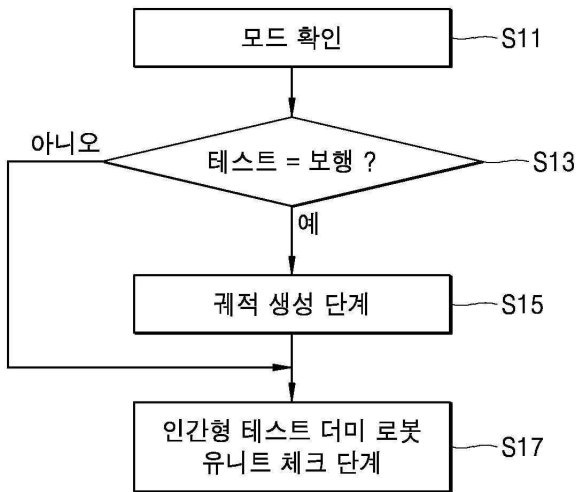 모드 확인
S11
아니오
테스트 = 보행 ?
S13
예
궤적 생성 단계
S15
인간형 테스트 더미 로봇
유니트 체크 단계
S17